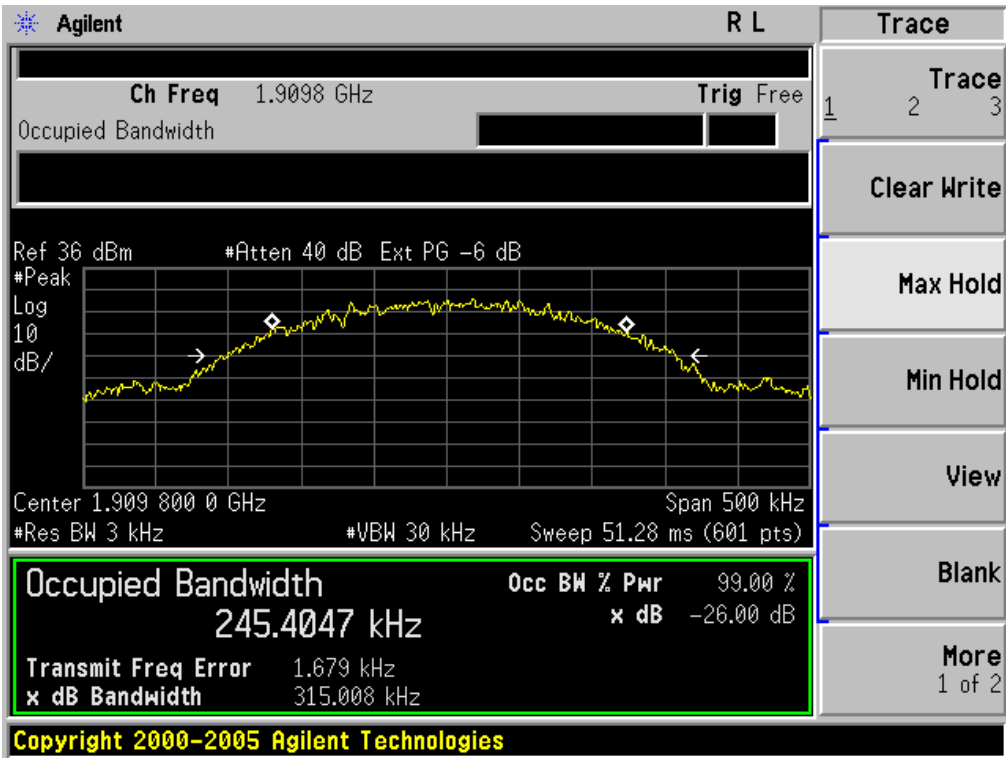 Agilent R L Trace
Ch Freq 1.9098 GHz Trig Free
Occupied Bandwidth
Trace
1 2 3
Clear Write
Ref 36 dBm #Atten 40 dB Ext PG -6 dB
#Peak
Log
10
dB/
Max Hold
Min Hold
View
Center 1.909 800 0 GHz Span 500 kHz
#Res BW 3 kHz #VBW 30 kHz Sweep 51.28 ms (601 pts)
Occupied Bandwidth Occ BW % Pwr 99.00 %
245.4047 kHz x dB -26.00 dB
Blank
Transmit Freq Error 1.679 kHz
x dB Bandwidth 315.008 kHz
More
1 of 2
Copyright 2000-2005 Agilent Technologies